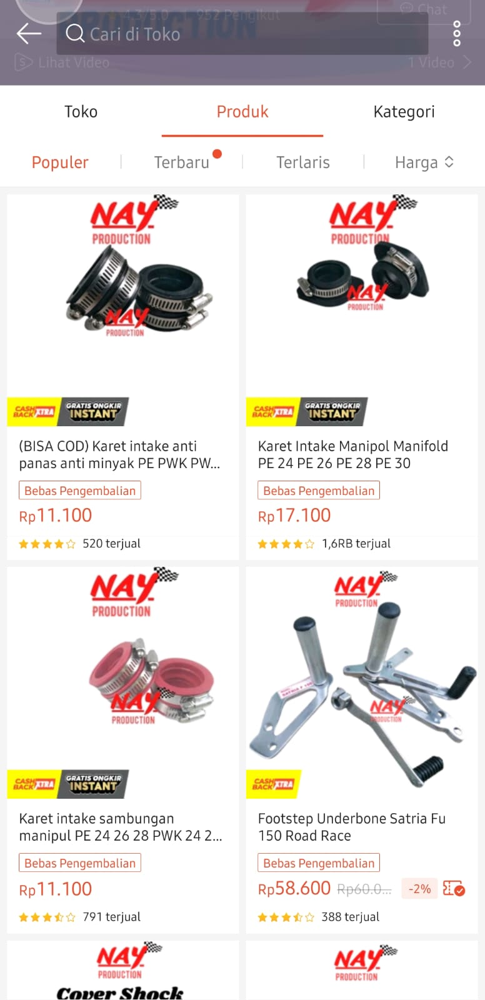 4.3/5.0 | 952 Pengikut
Chat
Cari di Toko
Lihat Video
1 Video
Toko
Produk
Kategori
Populer
Terbaru
Terlaris
Harga
NAY
PRODUCTION
NAY
PRODUCTION
CASH BACK XTRA
GRATIS ONGKIR
INSTANT
(BISA COD) Karet intake anti
panas anti minyak PE PWK PW...
Bebas Pengembalian
Rp11.100
520 terjual
NAY
PRODUCTION
NAY
PRODUCTION
CASH BACK XTRA
GRATIS ONGKIR
INSTANT
Karet Intake Manipol Manifold
PE 24 PE 26 PE 28 PE 30
Bebas Pengembalian
Rp17.100
1,6RB terjual
NAY
PRODUCTION
NAY
PRODUCTION
CASH BACK XTRA
GRATIS ONGKIR
INSTANT
Karet intake sambungan
manipul PE 24 26 28 PWK 24 2...
Bebas Pengembalian
Rp11.100
791 terjual
NAY
PRODUCTION
SATRIA F 150
NAY
PRODUCTION
CASH BACK XTRA
Footstep Underbone Satria Fu
150 Road Race
Bebas Pengembalian
Rp58.600 Rp60.0... -2%
388 terjual
NAY
PRODUCTION
Cover Shock
NAY
PRODUCTION